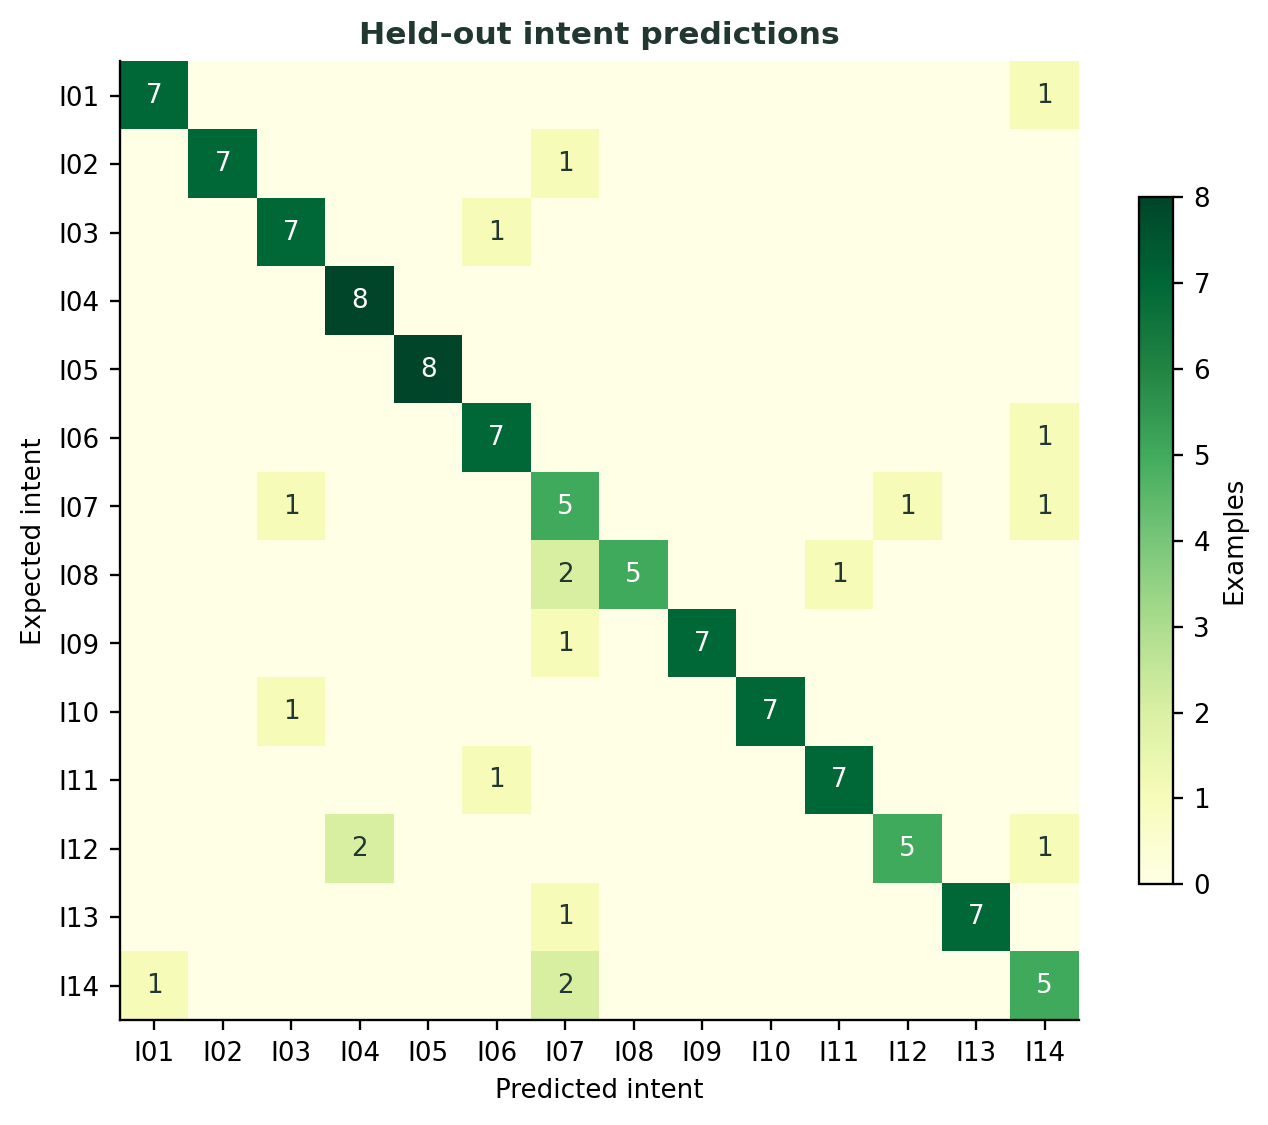 Held-out intent predictions
I01 7 1
I02 7 1
I03 7 1
I04 8
I05 8
I06 7 1
I07 1 5 1 1
I08 2 5 1
I09 1 7
I10 1 7
I11 1 7
I12 2 5 1
I13 1 7
I14 1 2 5
I01 I02 I03 I04 I05 I06 I07 I08 I09 I10 I11 I12 I13 I14
Predicted intent
Expected intent
8
7
6
5
4
3
2
1
0
Examples